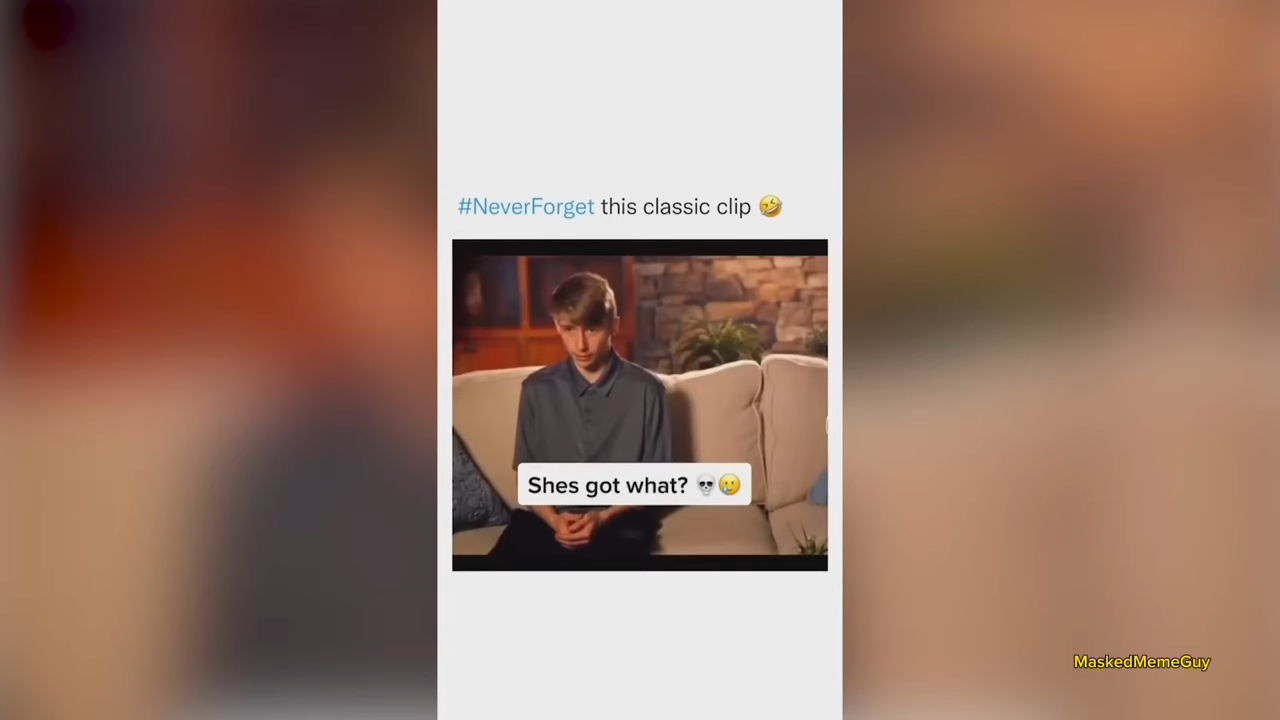 #NeverForget this classic clip 🤣
Shes got what? 💀🥲
MaskedMemeGuy